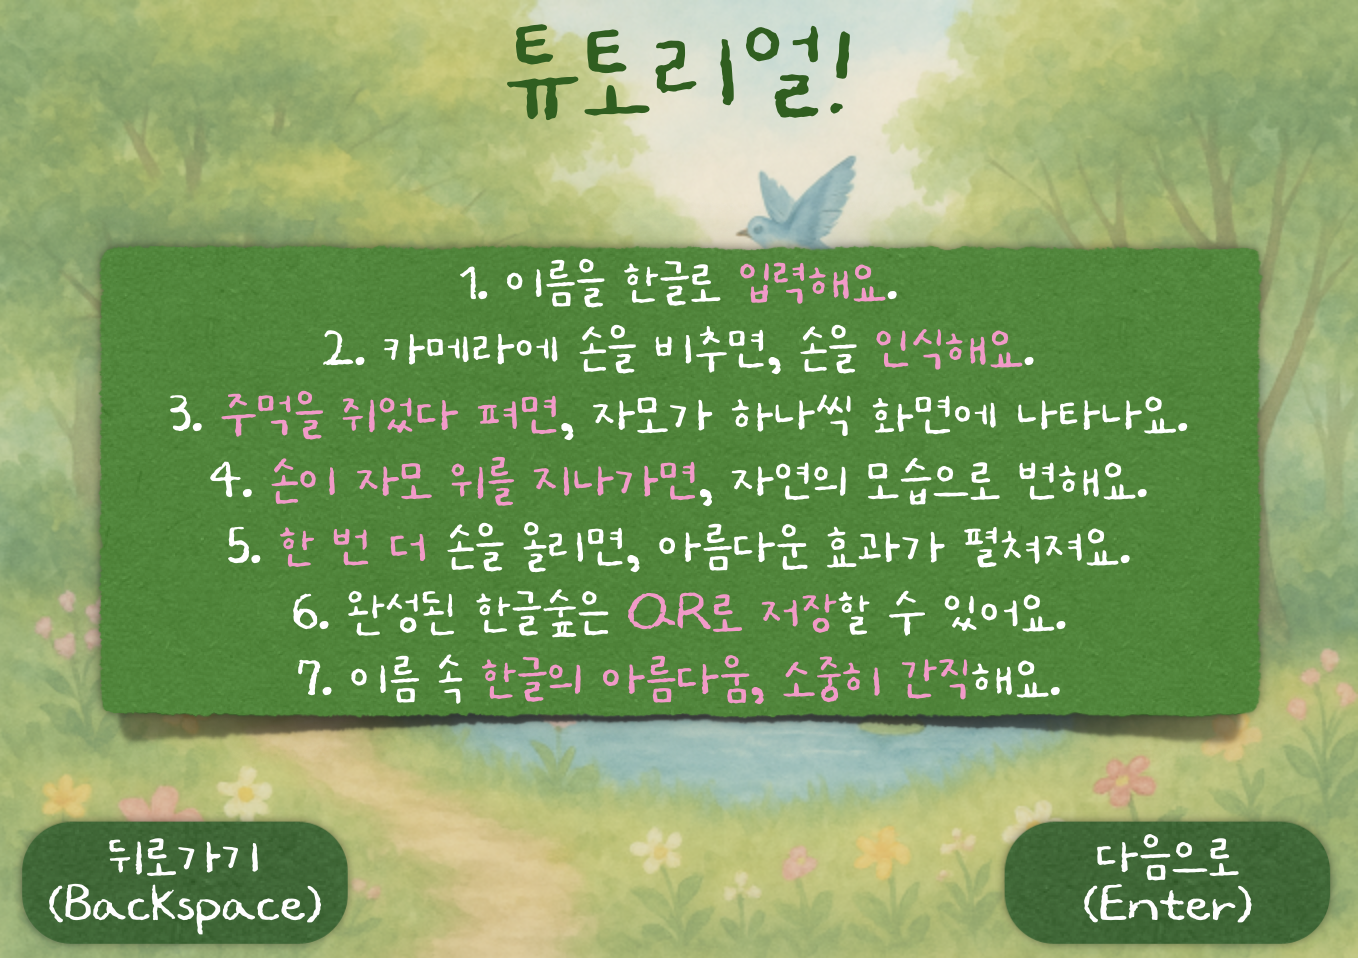 튜토리얼!
1. 이름을 한글로 입력해요.
2. 카메라에 손을 비추면, 손을 인식해요.
3. 주먹을 쥐었다 펴면, 자모가 하나씩 화면에 나타나요.
4. 손이 자모 위를 지나가면, 자연의 모습으로 변해요.
5. 한 번 더 손을 올리면, 아름다운 효과가 펼쳐져요.
6. 완성된 한글숲은 QR로 저장할 수 있어요.
7. 이름 속 한글의 아름다움, 소중히 간직해요.
뒤로가기
(Backspace)
다음으로
(Enter)